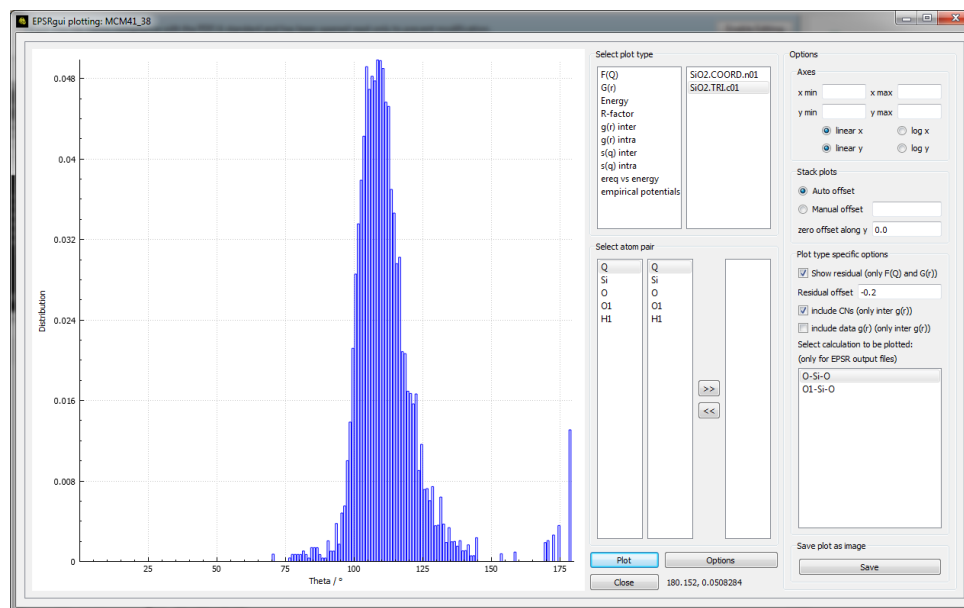 EPSRgui plotting: MCM41_38
0.048
0.04
0.032
0.024
0.016
0.008
0
Distribution
25
50
75
100
125
150
175
Theta / °
Select plot type
F(Q)
G(r)
Energy
R-factor
g(r) inter
g(r) intra
s(q) inter
s(q) intra
ereq vs energy
empirical potentials
SiO2.COORD.n01
SiO2.TRI.c01
Select atom pair
Q
Si
O
O1
H1
Q
Si
O
O1
H1
>>
<<
Plot
Options
Close
180.152, 0.0508284
Options
Axes
x min
x max
y min
y max
linear x
log x
linear y
log y
Stack plots
Auto offset
Manual offset
zero offset along y 0.0
Plot type specific options
Show residual (only F(Q) and G(r))
Residual offset -0.2
include CNs (only inter g(r))
include data g(r) (only inter g(r))
Select calculation to be plotted:
(only for EPSR output files)
O-Si-O
O1-Si-O
Save plot as image
Save